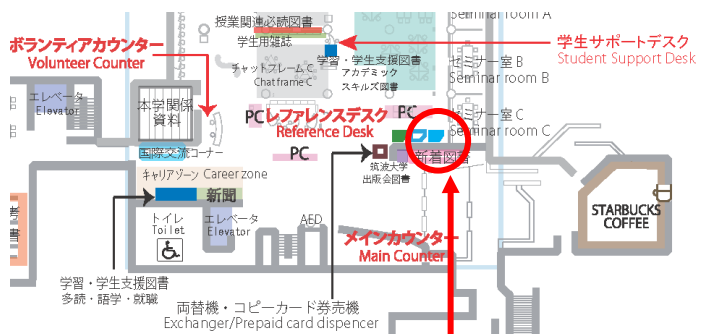 Seminar room A
授業関連必読図書
学生用雑誌
ボランティアカウンター
Volunteer Counter
学生サポートデスク
Student Support Desk
学習・学生支援図書
アカデミック
スキルズ図書
チャットフレーム C
Chat frame C
セミナー室 B
Seminar room B
エレベータ
Elevator
本学関係
資料
PC
レファレンスデスク
Reference Desk
PC
セミナー室 C
Seminar room C
国際交流コーナー
PC
新着図書
筑波大学
出版会図書
キャリアゾーン Career zone
新聞
トイレ
Toilet
エレベータ
Elevator
AED
メインカウンター
Main Counter
STARBUCKS
COFFEE
学習・学生支援図書
多読・語学・就職
両替機・コピーカード券売機
Exchanger/Prepaid card dispencer